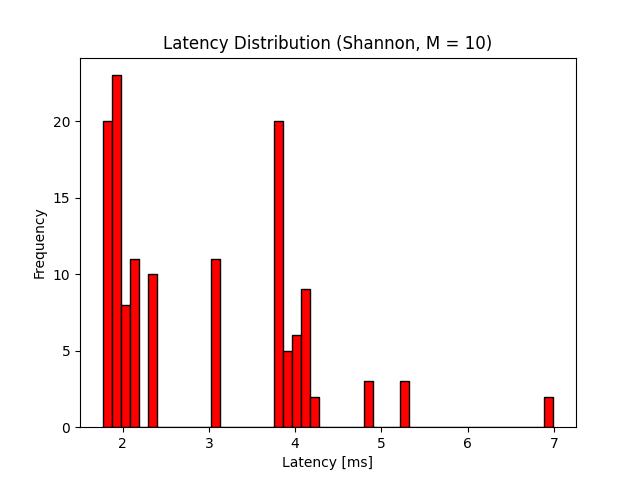 Latency Distribution (Shannon, M = 10)
Frequency
20
15
10
5
0
2 3 4 5 6 7
Latency [ms]